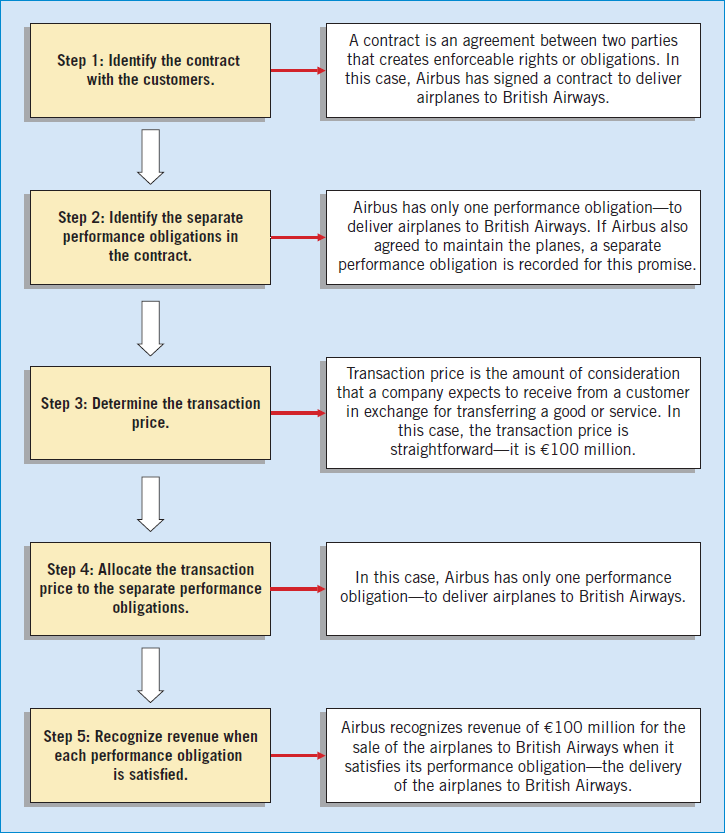 Step 1: Identify the contract
with the customers.
A contract is an agreement between two parties
that creates enforceable rights or obligations. In
this case, Airbus has signed a contract to deliver
airplanes to British Airways.
Step 2: Identify the separate
performance obligations in
the contract.
Airbus has only one performance obligation—to
deliver airplanes to British Airways. If Airbus also
agreed to maintain the planes, a separate
performance obligation is recorded for this promise.
Step 3: Determine the transaction
price.
Transaction price is the amount of consideration
that a company expects to receive from a customer
in exchange for transferring a good or service. In
this case, the transaction price is
straightforward—it is €100 million.
Step 4: Allocate the transaction
price to the separate performance
obligations.
In this case, Airbus has only one performance
obligation—to deliver airplanes to British Airways.
Step 5: Recognize revenue when
each performance obligation
is satisfied.
Airbus recognizes revenue of €100 million for the
sale of the airplanes to British Airways when it
satisfies its performance obligation—the delivery
of the airplanes to British Airways.